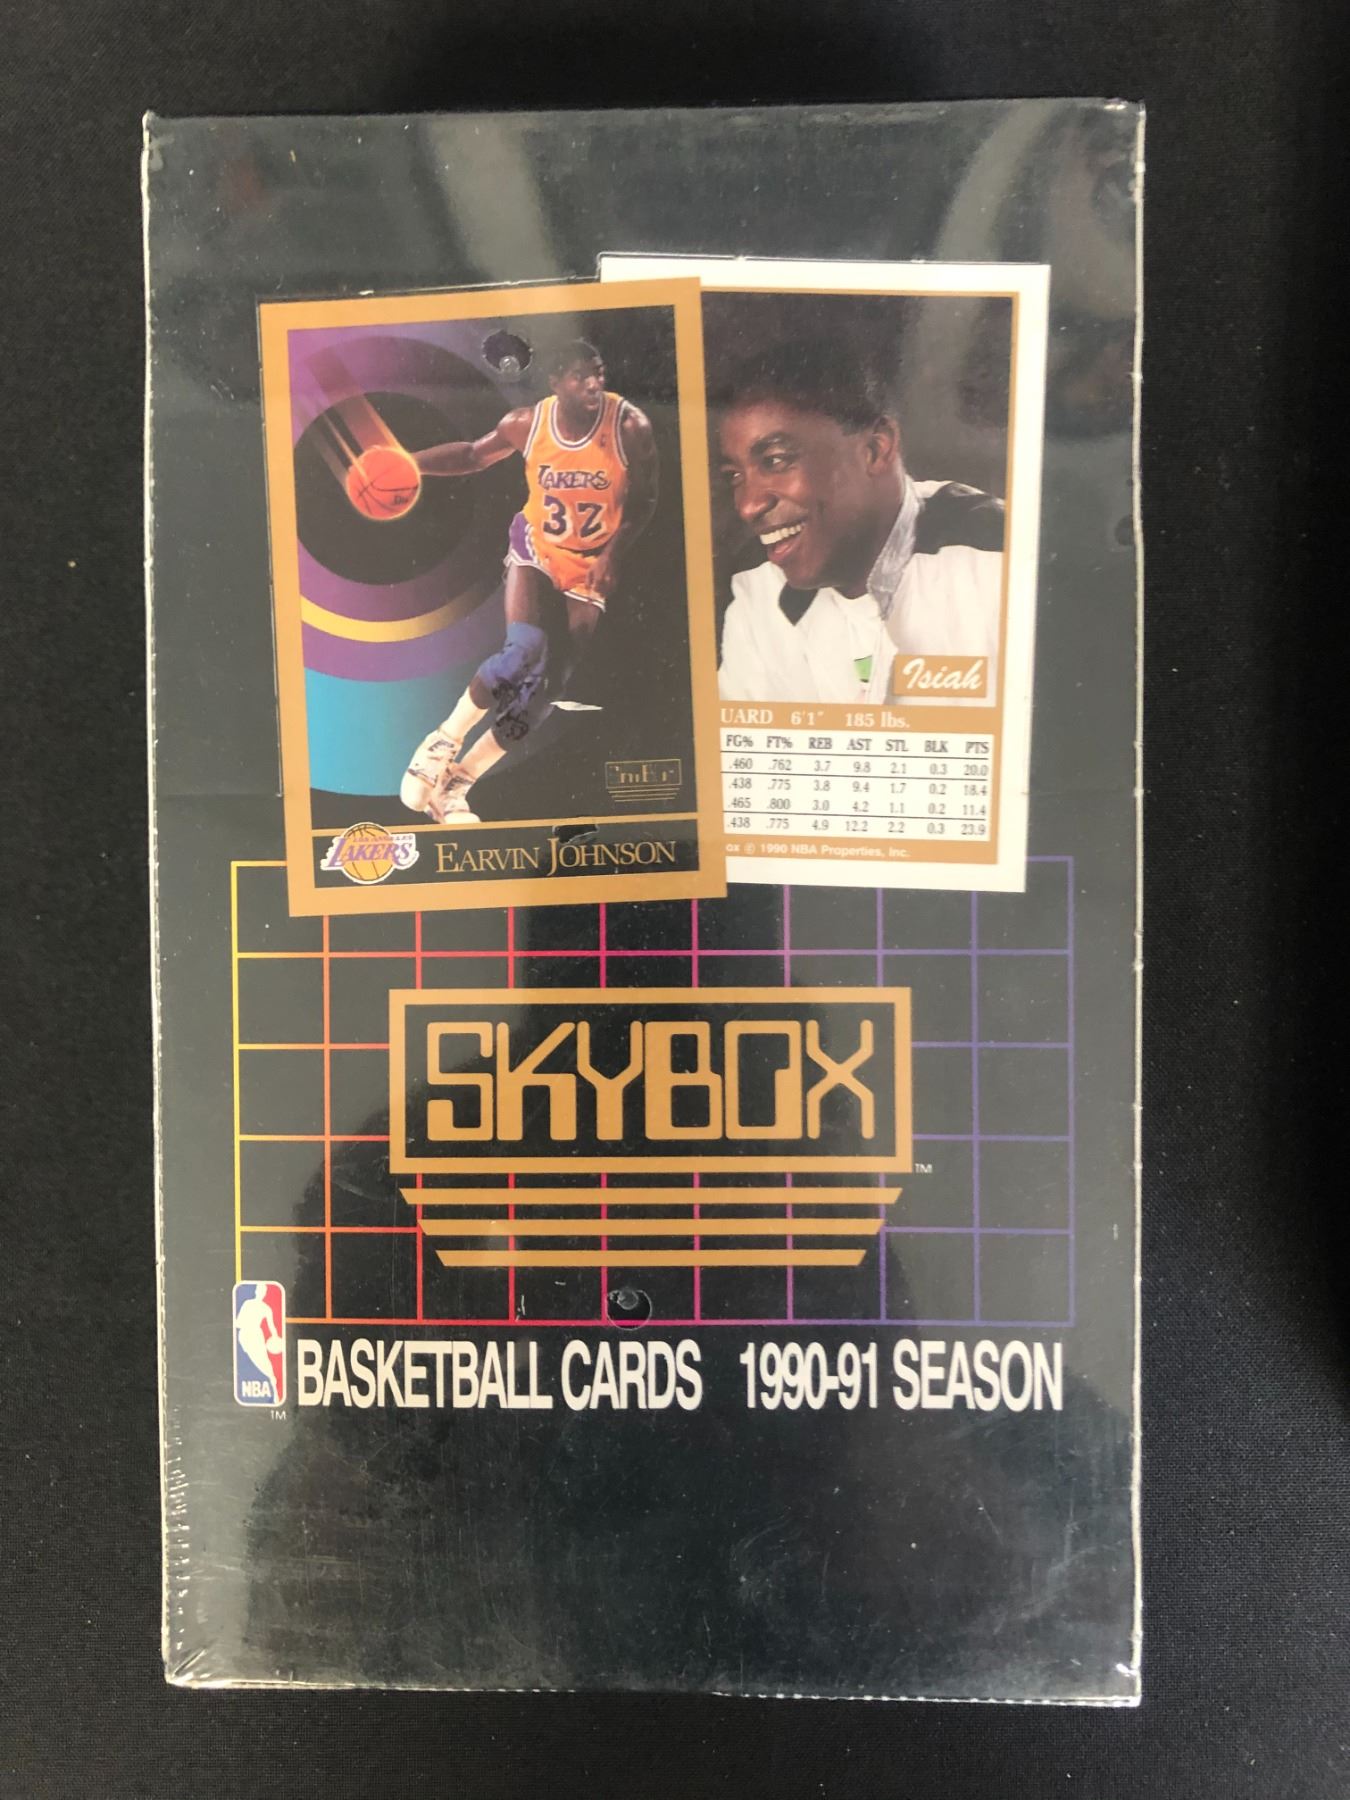 LAKERS
32
LOS ANGELES
LAKERS
EARVIN JOHNSON
Isiah
UARD 6'1" 185 lbs.
FG% FT% REB AST STL BLK PTS
.460 .762 3.7 9.8 2.1 0.3 20.0
.438 .775 3.8 9.4 1.7 0.2 18.4
.465 .800 3.0 4.2 1.1 0.2 11.4
.438 .775 4.9 12.2 2.2 0.3 23.9
ox © 1990 NBA Properties, Inc.
SKYBOX
TM
NBA
TM
BASKETBALL CARDS 1990-91 SEASON